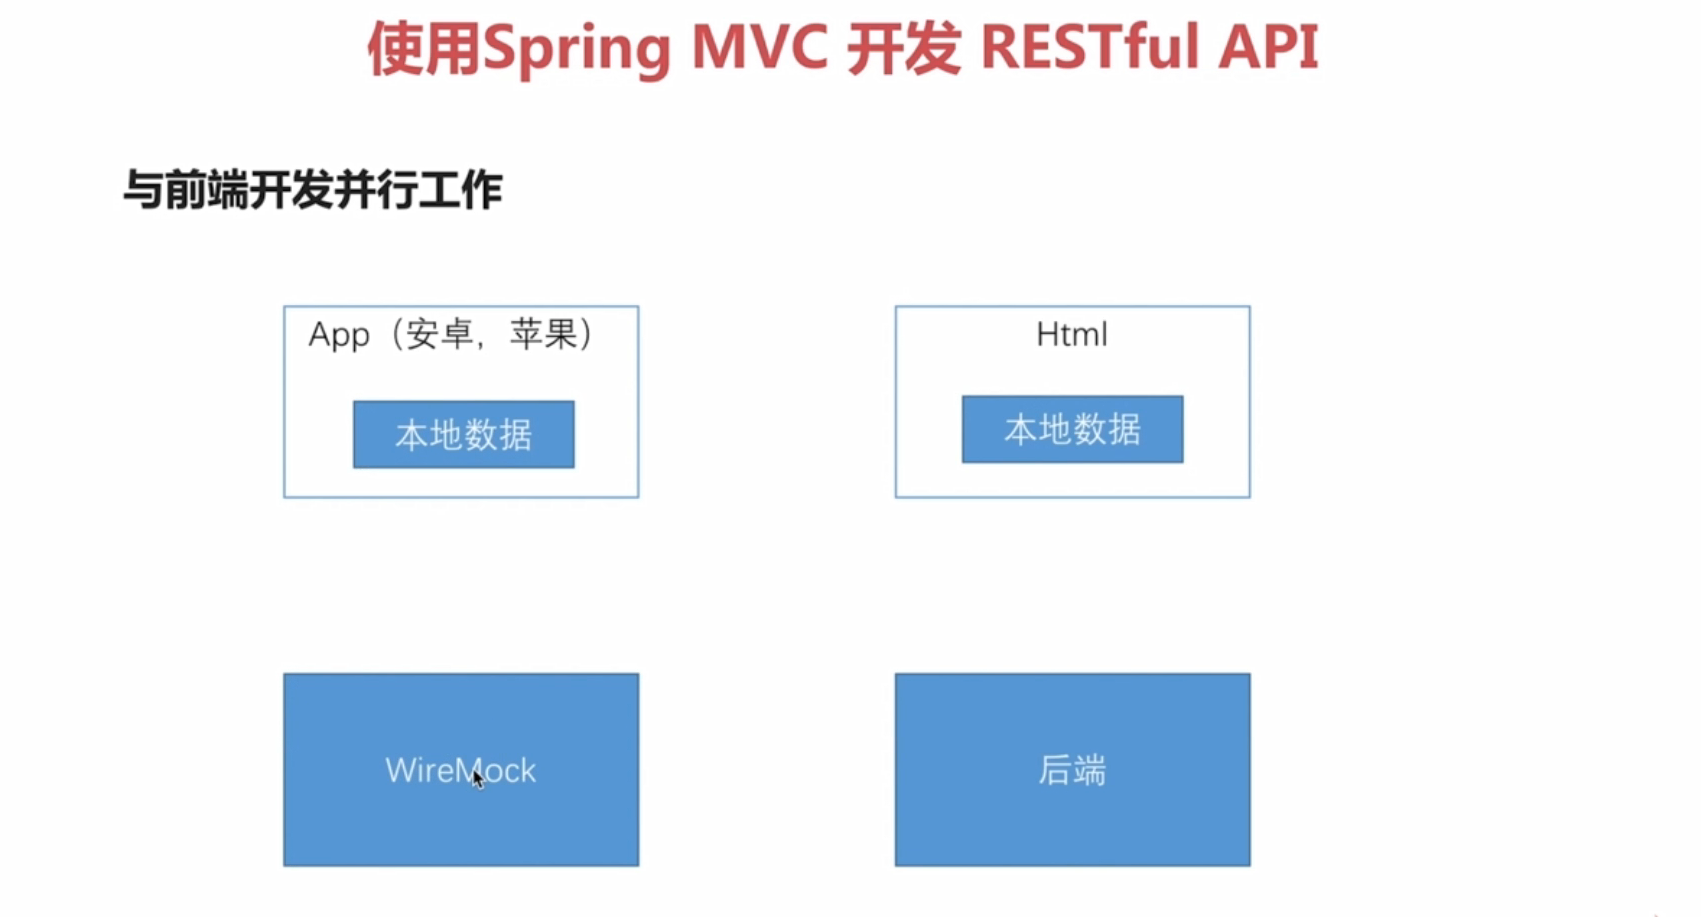 使用Spring MVC 开发 RESTful API
与前端开发并行工作
App（安卓，苹果）
Html
本地数据
本地数据
WireMock
后端